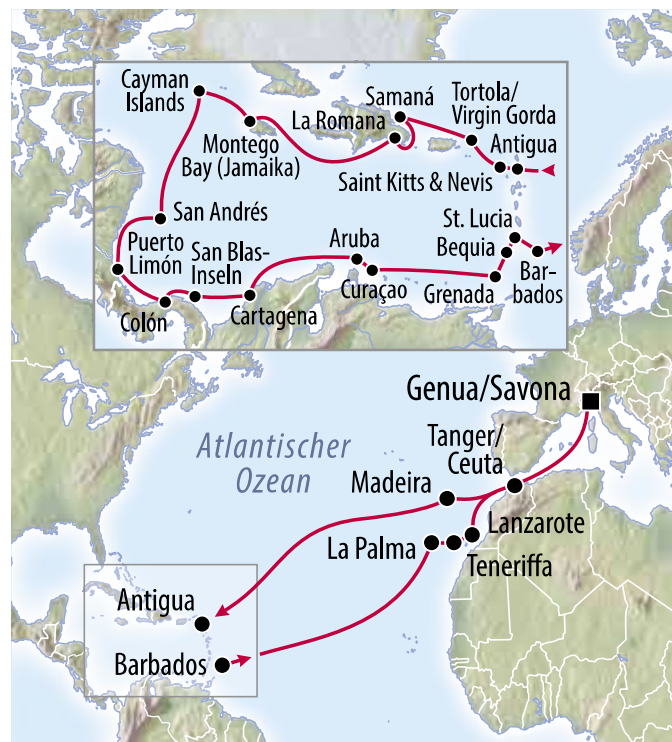 Cayman
Islands
Samaná
Tortola/
Virgin Gorda
La Romana
Antigua
Montego
Bay (Jamaika)
Saint Kitts & Nevis
San Andrés
St. Lucia
Puerto
Limón
San Blas-
Inseln
Aruba
Bequia
Bar-
bados
Curaçao
Grenada
Colón
Cartagena
Genua/Savona
Atlantischer
Ozean
Tanger/
Ceuta
Madeira
Lanzarote
La Palma
Teneriffa
Antigua
Barbados